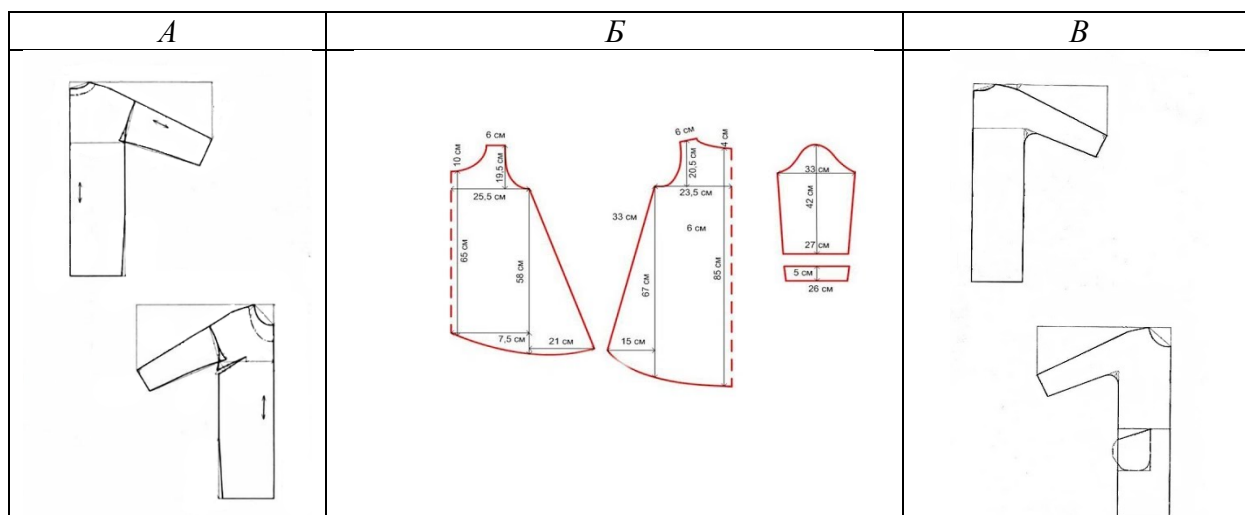 А Б В
6 см
10 см
19,5 см
25,5 см
65 см
58 см
7,5 см
21 см
6 см
4 см
20,5 см
23,5 см
33 см
6 см
67 см
85 см
15 см
33 см
42 см
27 см
5 см
26 см